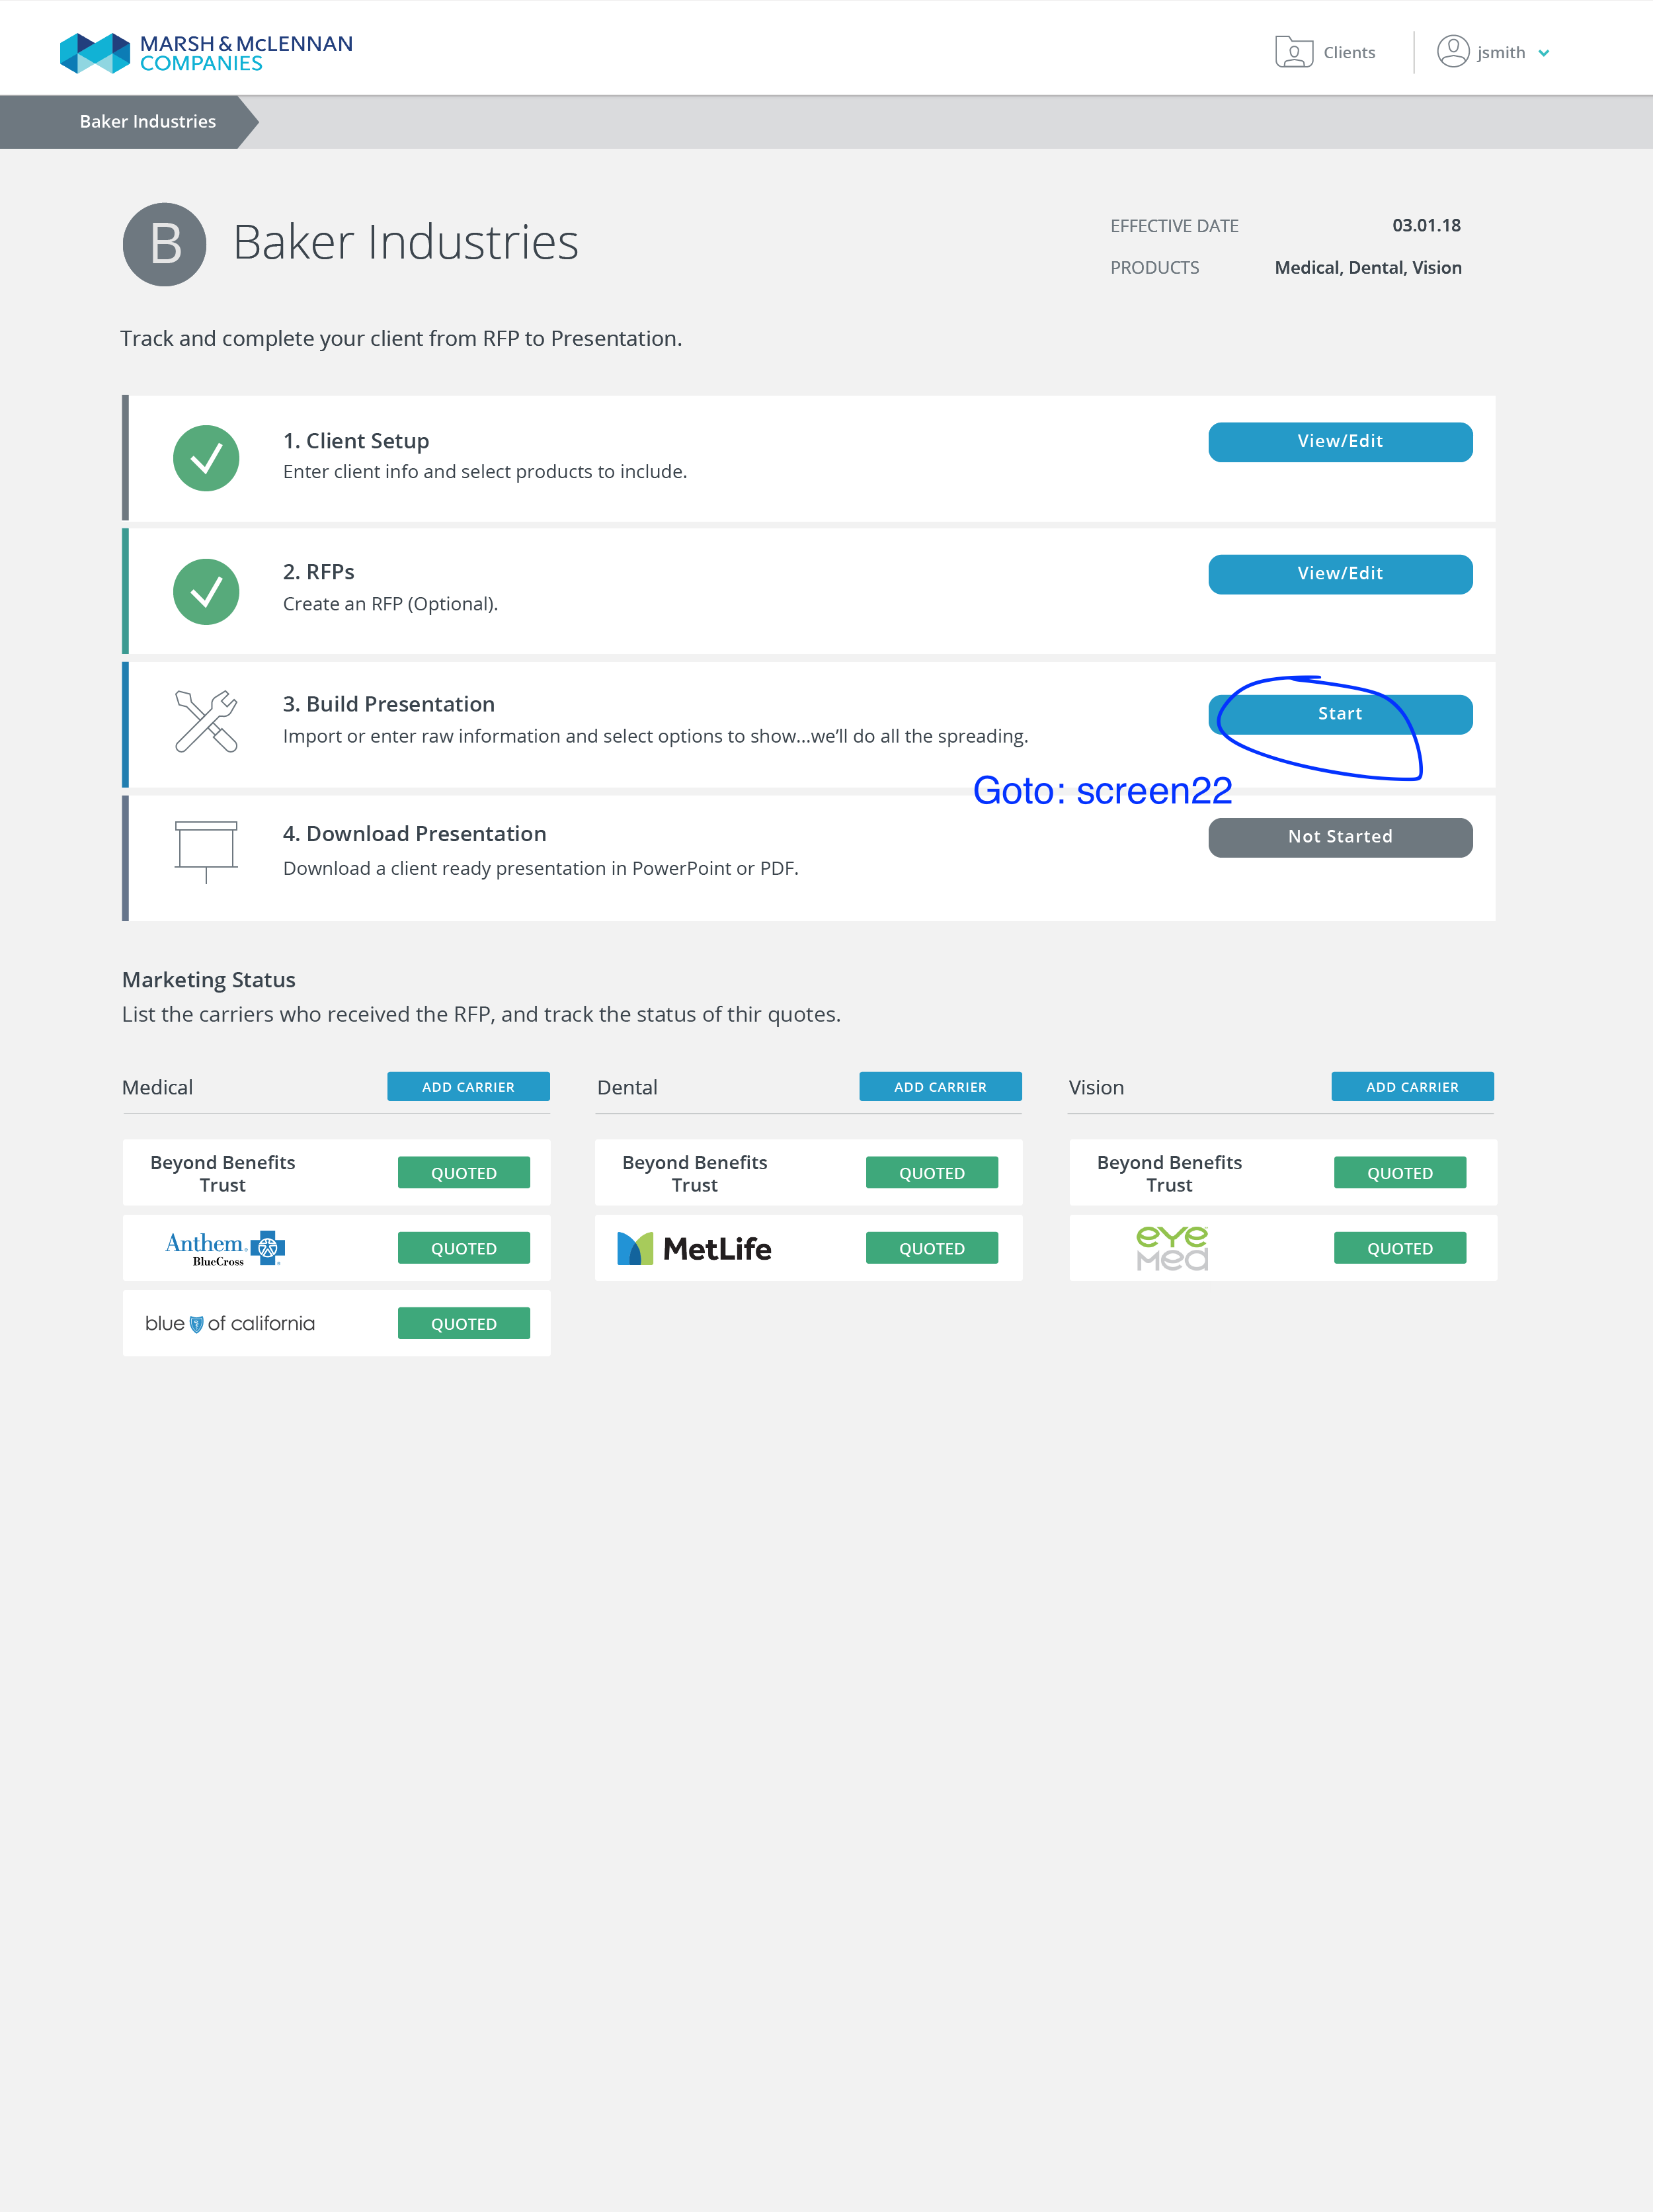 MARSH & McLENNAN
COMPANIES
Clients
jsmith
Baker Industries
B
Baker Industries
EFFECTIVE DATE 03.01.18
PRODUCTS Medical, Dental, Vision
Track and complete your client from RFP to Presentation.
1. Client Setup
Enter client info and select products to include.
View/Edit
2. RFPs
Create an RFP (Optional).
View/Edit
3. Build Presentation
Import or enter raw information and select options to show...we'll do all the spreading.
Start
Goto: screen22
4. Download Presentation
Download a client ready presentation in PowerPoint or PDF.
Not Started
Marketing Status
List the carriers who received the RFP, and track the status of thir quotes.
Medical
ADD CARRIER
Beyond Benefits
Trust
QUOTED
Anthem
BlueCross
QUOTED
blue of california
QUOTED
Dental
ADD CARRIER
Beyond Benefits
Trust
QUOTED
MetLife
QUOTED
Vision
ADD CARRIER
Beyond Benefits
Trust
QUOTED
eye
med
QUOTED